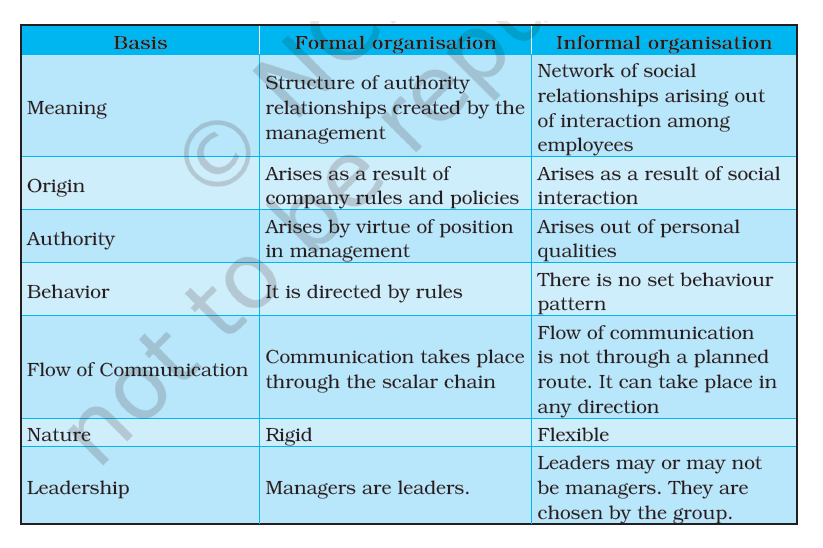 Basis
Formal organisation
Informal organisation
Meaning
Structure of authority
relationships created by the
management
Network of social
relationships arising out
of interaction among
employees
Origin
Arises as a result of
company rules and policies
Arises as a result of social
interaction
Authority
Arises by virtue of position
in management
Arises out of personal
qualities
Behavior
It is directed by rules
There is no set behaviour
pattern
Flow of Communication
Communication takes place
through the scalar chain
Flow of communication
is not through a planned
route. It can take place in
any direction
Nature
Rigid
Flexible
Leadership
Managers are leaders.
Leaders may or may not
be managers. They are
chosen by the group.
©
not to be